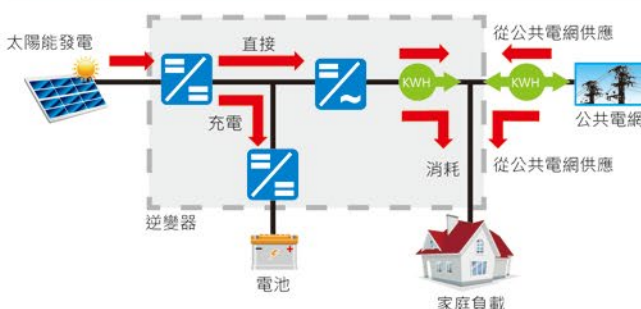 太陽能發電
直接
從公共電網供應
KWH
KWH
公共電網
充電
消耗
從公共電網供應
逆變器
電池
家庭負載